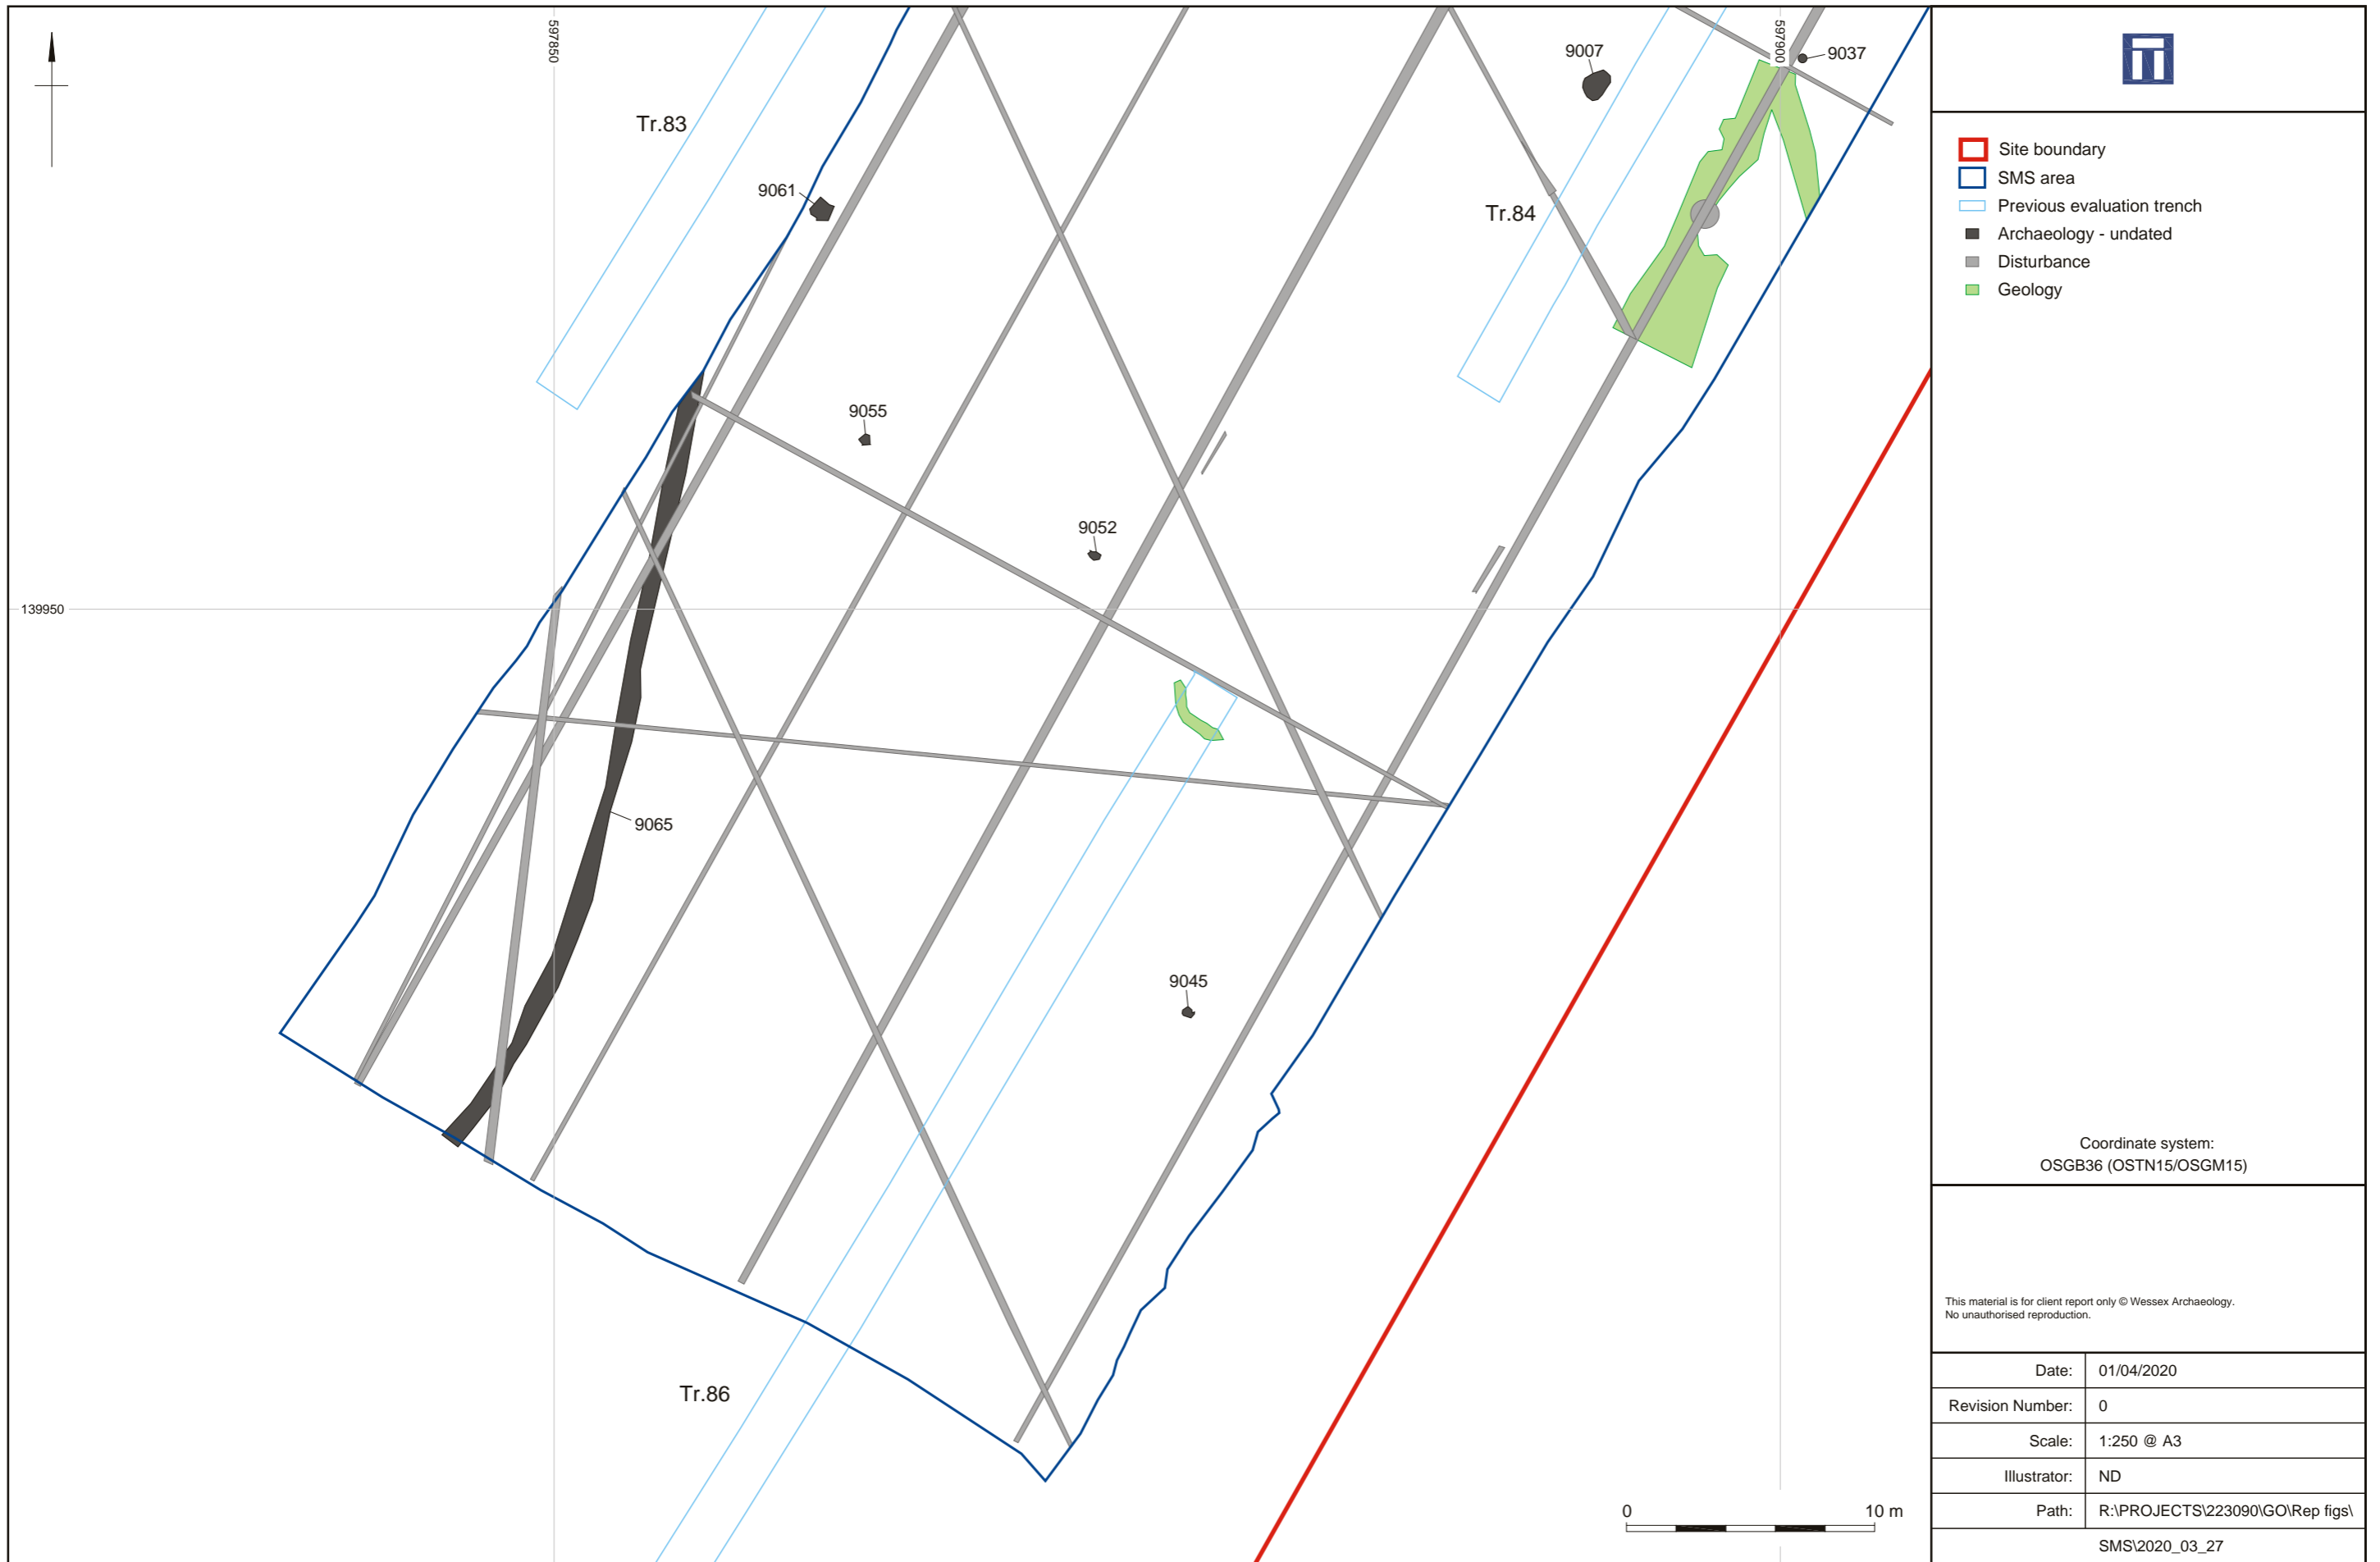 597850
597900
9007
9037
Tr.83
9061
Tr.84
9055
9052
139950
9065
9045
Tr.86
0 10 m
Site boundary
SMS area
Previous evaluation trench
Archaeology - undated
Disturbance
Geology
Coordinate system:
OSGB36 (OSTN15/OSGM15)
This material is for client report only © Wessex Archaeology.
No unauthorised reproduction.
Date: 01/04/2020
Revision Number: 0
Scale: 1:250 @ A3
Illustrator: ND
Path: R:\PROJECTS\223090\GO\Rep figs\
SMS\2020_03_27